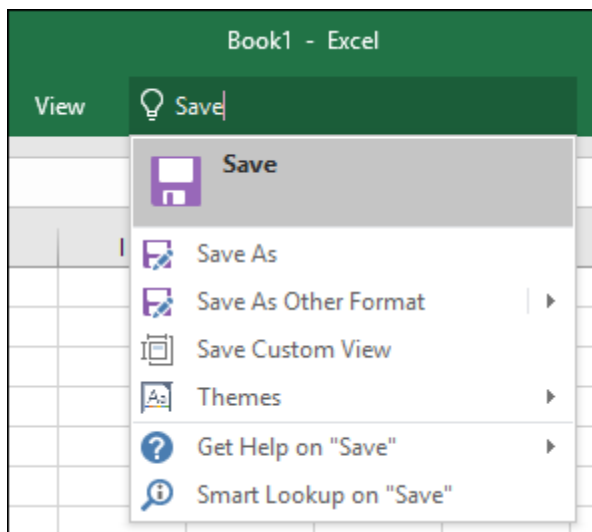 Book1 - Excel
View
Save
Save
I
Save As
Save As Other Format
Save Custom View
Aa
Themes
Get Help on "Save"
Smart Lookup on "Save"